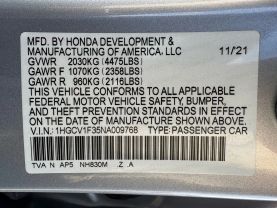 MFD. BY HONDA DEVELOPMENT &
MANUFACTURING OF AMERICA, LLC 11/21
GVWR 2030KG (4475LBS)
GAWR F 1070KG (2358LBS)
GAWR R 960KG (2116LBS)
THIS VEHICLE CONFORMS TO ALL APPLICABLE
FEDERAL MOTOR VEHICLE SAFETY, BUMPER,
AND THEFT PREVENTION STANDARDS IN EFFECT
ON THE DATE OF MANUFACTURE SHOWN ABOVE.
V.I.N.: 1HGCV1F35NA009768 TYPE: PASSENGER CAR
TVA N AP5 NH830M Z A